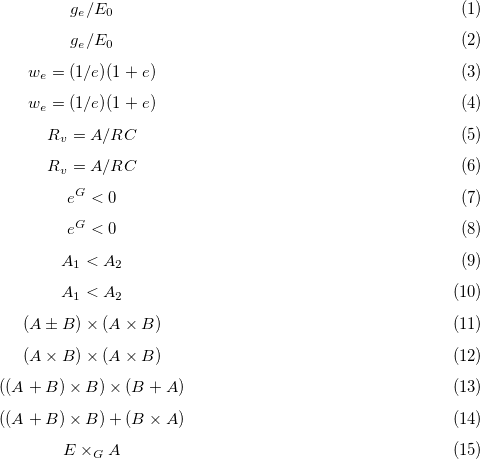 g_e/E_0 (1)
g_e/E_0 (2)
w_e = (1/e)(1 + e) (3)
w_e = (1/e)(1 + e) (4)
R_v = A/RC (5)
R_v = A/RC (6)
e^G < 0 (7)
e^G < 0 (8)
A_1 < A_2 (9)
A_1 < A_2 (10)
(A ± B) × (A × B) (11)
(A × B) × (A × B) (12)
((A + B) × B) × (B + A) (13)
((A + B) × B) + (B × A) (14)
E ×_G A (15)